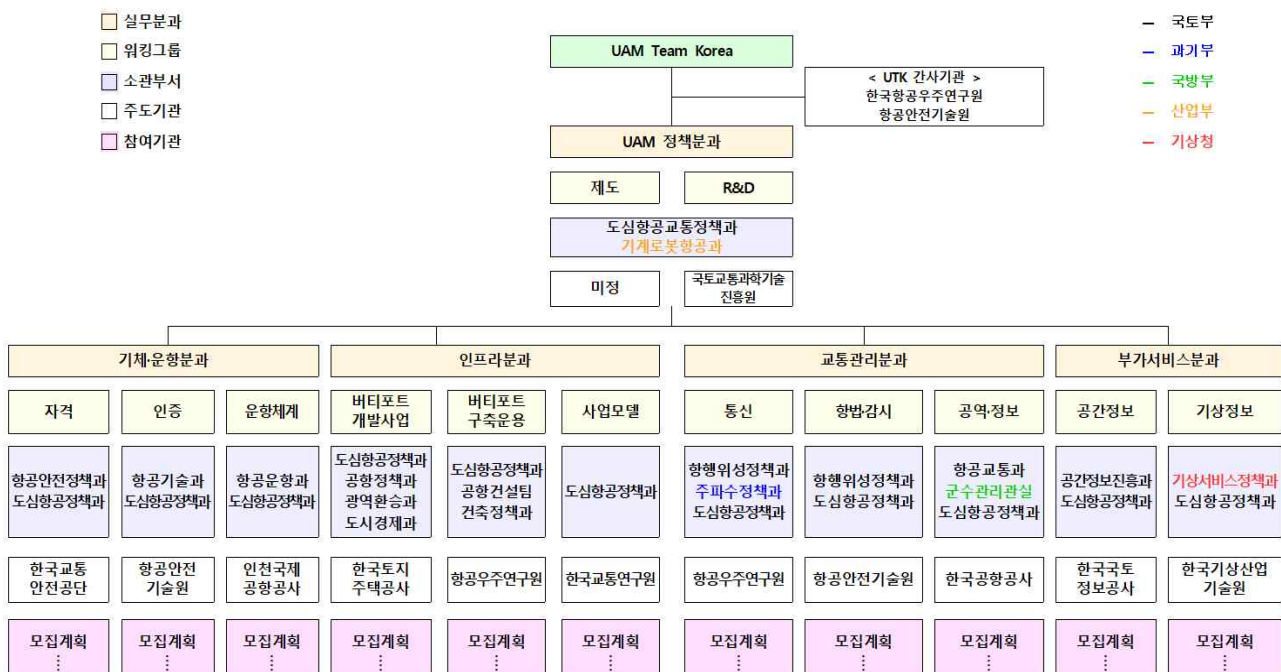 실무분과
워킹그룹
소관부서
주도기관
참여기관
– 국토부
– 과기부
– 국방부
– 산업부
– 기상청
UAM Team Korea
< UTK 간사기관 >
한국항공우주연구원
항공안전기술원
UAM 정책분과
제도
R&D
도심항공교통정책과
기계로봇항공과
미정
국토교통과학기술
진흥원
기체·운항분과
인프라분과
교통관리분과
부가서비스분과
자격
인증
운항체계
버티포트
개발사업
버티포트
구축운용
사업모델
통신
항법·감시
공역·정보
공간정보
기상정보
항공안전정책과
도심항공정책과
항공기술과
도심항공정책과
항공운항과
도심항공정책과
도심항공정책과
공항정책과
광역환승과
도시경제과
도심항공정책과
공항건설팀
건축정책과
도심항공정책과
항행위성정책과
주파수정책과
도심항공정책과
항행위성정책과
도심항공정책과
항공교통과
군수관리관실
도심항공정책과
공간정보진흥과
도심항공정책과
기상서비스정책과
도심항공정책과
한국교통
안전공단
항공안전
기술원
인천국제
공항공사
한국토지
주택공사
항공우주연구원
한국교통연구원
항공우주연구원
항공안전기술원
한국공항공사
한국국토
정보공사
한국기상산업
기술원
모집계획
모집계획
모집계획
모집계획
모집계획
모집계획
모집계획
모집계획
모집계획
모집계획
모집계획